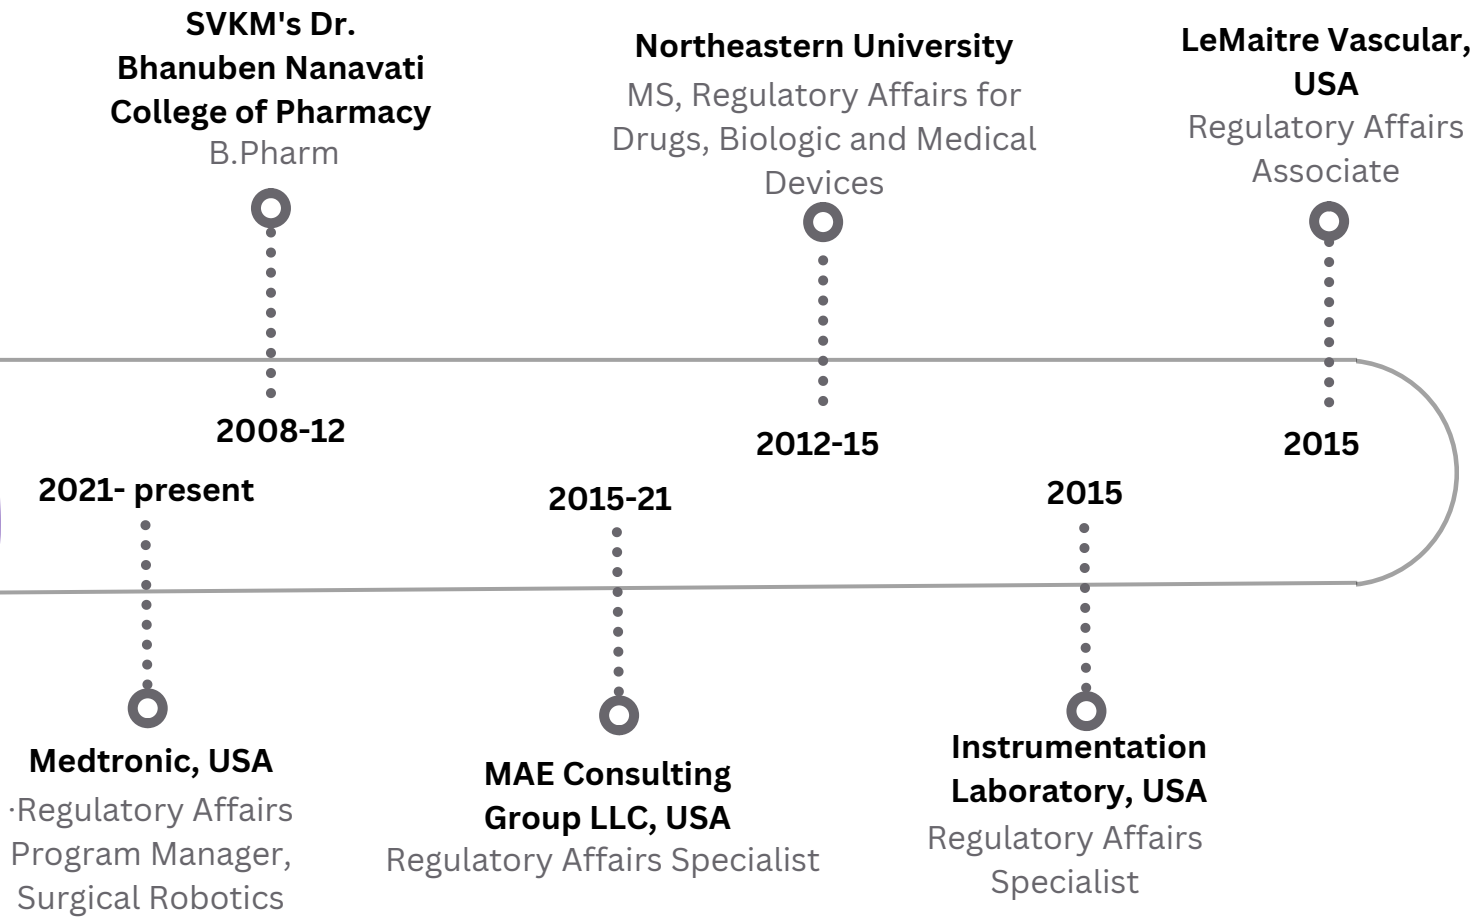 SVKM's Dr.
Bhanuben Nanavati
College of Pharmacy
B.Pharm
2008-12
Northeastern University
MS, Regulatory Affairs for
Drugs, Biologic and Medical
Devices
2012-15
LeMaitre Vascular,
USA
Regulatory Affairs
Associate
2015
2015
Instrumentation
Laboratory, USA
Regulatory Affairs
Specialist
2015-21
MAE Consulting
Group LLC, USA
Regulatory Affairs Specialist
2021- present
Medtronic, USA
·Regulatory Affairs
Program Manager,
Surgical Robotics